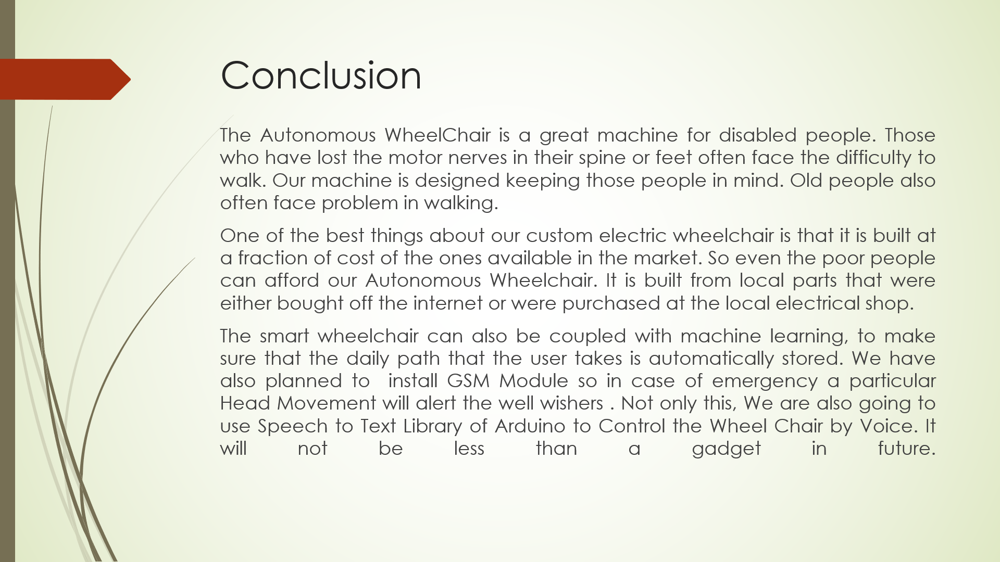 Conclusion
The Autonomous WheelChair is a great machine for disabled people. Those
who have lost the motor nerves in their spine or feet often face the difficulty to
walk. Our machine is designed keeping those people in mind. Old people also
often face problem in walking.
One of the best things about our custom electric wheelchair is that it is built at
a fraction of cost of the ones available in the market. So even the poor people
can afford our Autonomous Wheelchair. It is built from local parts that were
either bought off the internet or were purchased at the local electrical shop.
The smart wheelchair can also be coupled with machine learning, to make
sure that the daily path that the user takes is automatically stored. We have
also planned to  install GSM Module so in case of emergency a particular
Head Movement will alert the well wishers . Not only this, We are also going to
use Speech to Text Library of Arduino to Control the Wheel Chair by Voice. It
will not be less than a gadget in future.